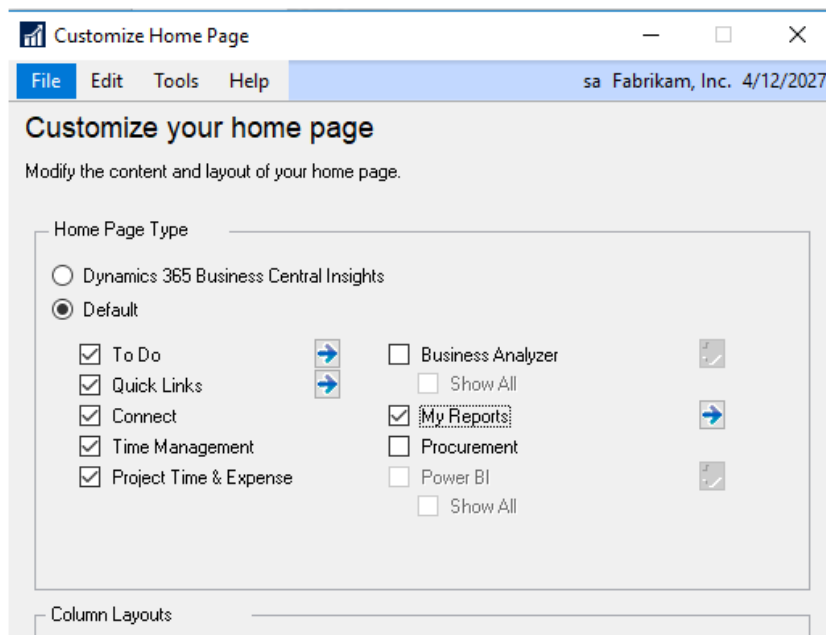 Customize Home Page
File Edit Tools Help sa Fabrikam, Inc. 4/12/2027
Customize your home page
Modify the content and layout of your home page.
Home Page Type
Dynamics 365 Business Central Insights
Default
To Do
Quick Links
Connect
Time Management
Project Time & Expense
Business Analyzer
Show All
My Reports
Procurement
Power BI
Show All
Column Layouts